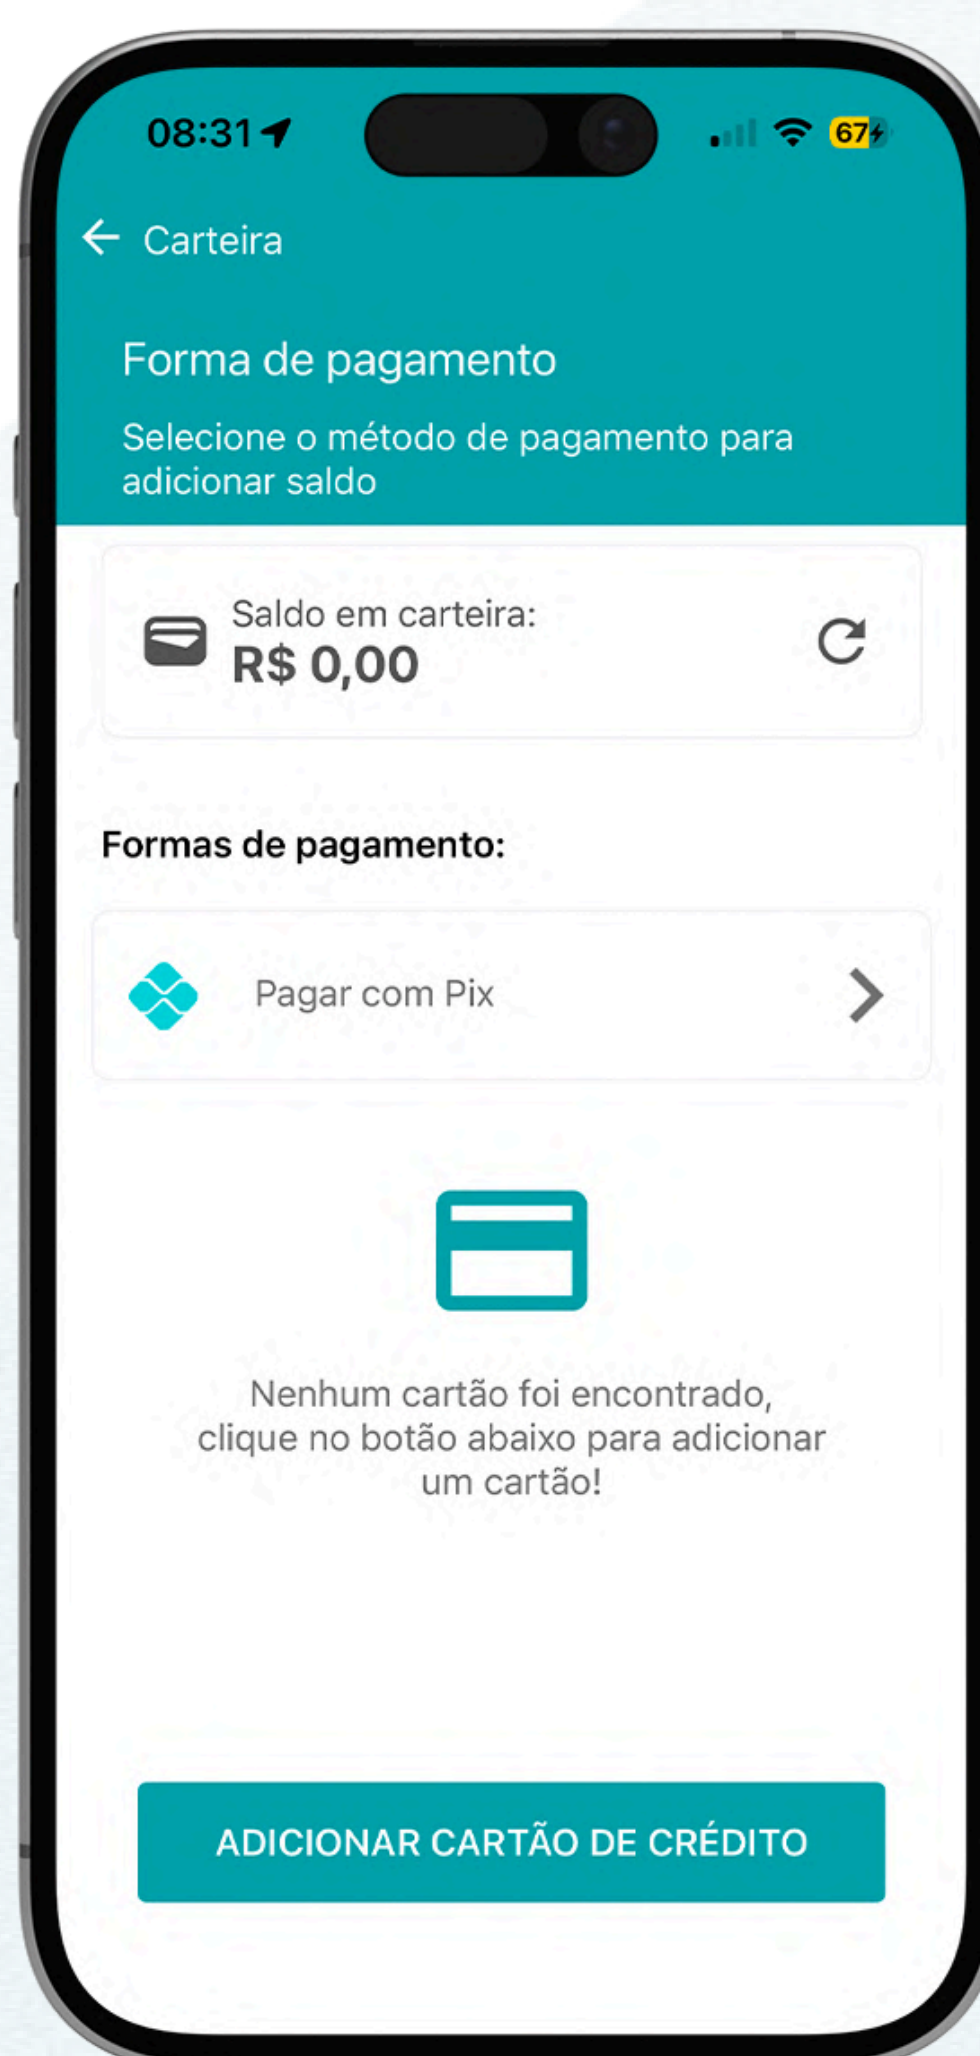 08:31
67
Carteira
Forma de pagamento
Selecione o método de pagamento para
adicionar saldo
Saldo em carteira:
R$ 0,00
Formas de pagamento:
Pagar com Pix
Nenhum cartão foi encontrado,
clique no botão abaixo para adicionar
um cartão!
ADICIONAR CARTÃO DE CRÉDITO